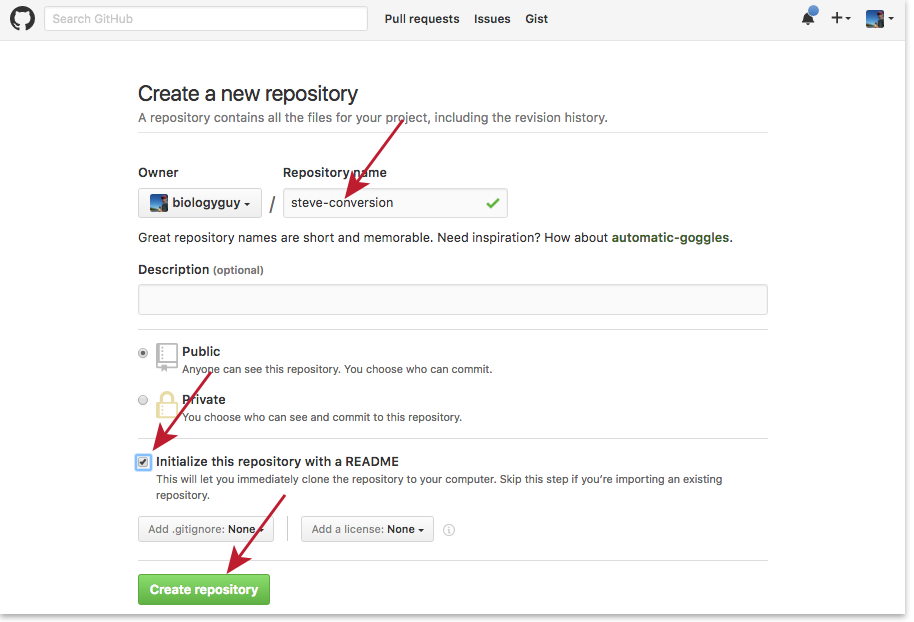 Search GitHub Pull requests Issues Gist
Create a new repository
A repository contains all the files for your project, including the revision history.
Owner Repository name
biologyguy / steve-conversion
Great repository names are short and memorable. Need inspiration? How about automatic-goggles.
Description (optional)
Public
Anyone can see this repository. You choose who can commit.
Private
You choose who can see and commit to this repository.
Initialize this repository with a README
This will let you immediately clone the repository to your computer. Skip this step if you’re importing an existing
repository.
Add .gitignore: None Add a license: None
Create repository